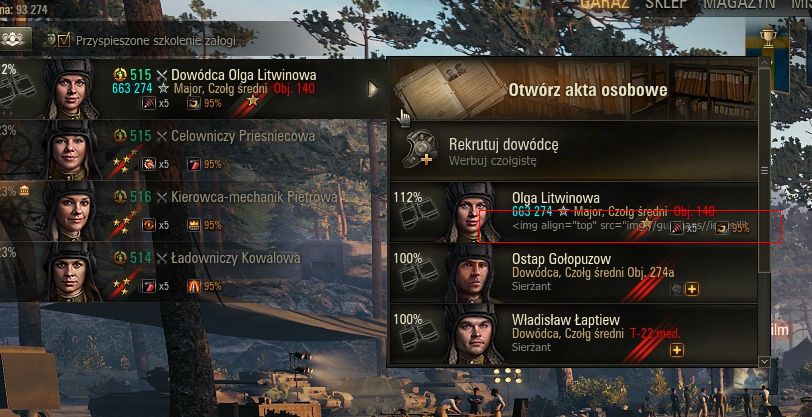 na: 93 274
GARAŻ SKLEP MAGAZYN MIS
Przyspieszone szkolenie załogi
2%
515 Dowódca Olga Litwinowa
663 274 Major, Czołg średni Obj. 140
x5 95%
23%
515 Celowniczy Priesniecowa
x5 95%
23%
516 Kierowca-mechanik Pietrowa
x5 95%
23%
514 Ładowniczy Kowalowa
x5 95%
Otwórz akta osobowe
Rekrutuj dowódcę
Werbuj czołgistę
112%
Olga Litwinowa
663 274 Major, Czołg średni Obj. 140
<img align="top" src="img
x5 95%
100%
Ostap Gołopuzow
Dowódca, Czołg średni Obj. 274a
Sierżant
100%
Władisław Łaptiew
Dowódca, Czołg średni T-22 med.
Sierżant